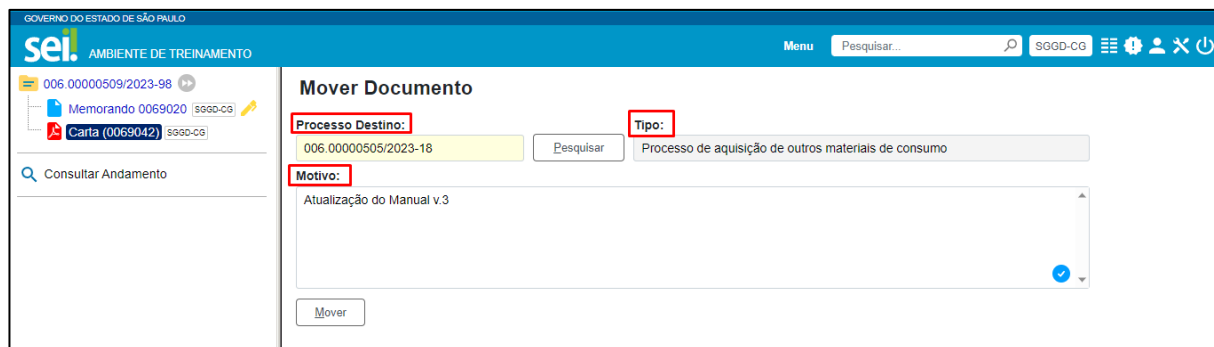 GOVERNO DO ESTADO DE SÃO PAULO
sei! AMBIENTE DE TREINAMENTO
Menu Pesquisar... SGGD-CG
006.00000509/2023-98
Memorando 0069020 SGGD-CG
Carta (0069042) SGGD-CG
Consultar Andamento
Mover Documento
Processo Destino: Tipo:
006.00000505/2023-18 Pesquisar Processo de aquisição de outros materiais de consumo
Motivo:
Atualização do Manual v.3
Mover